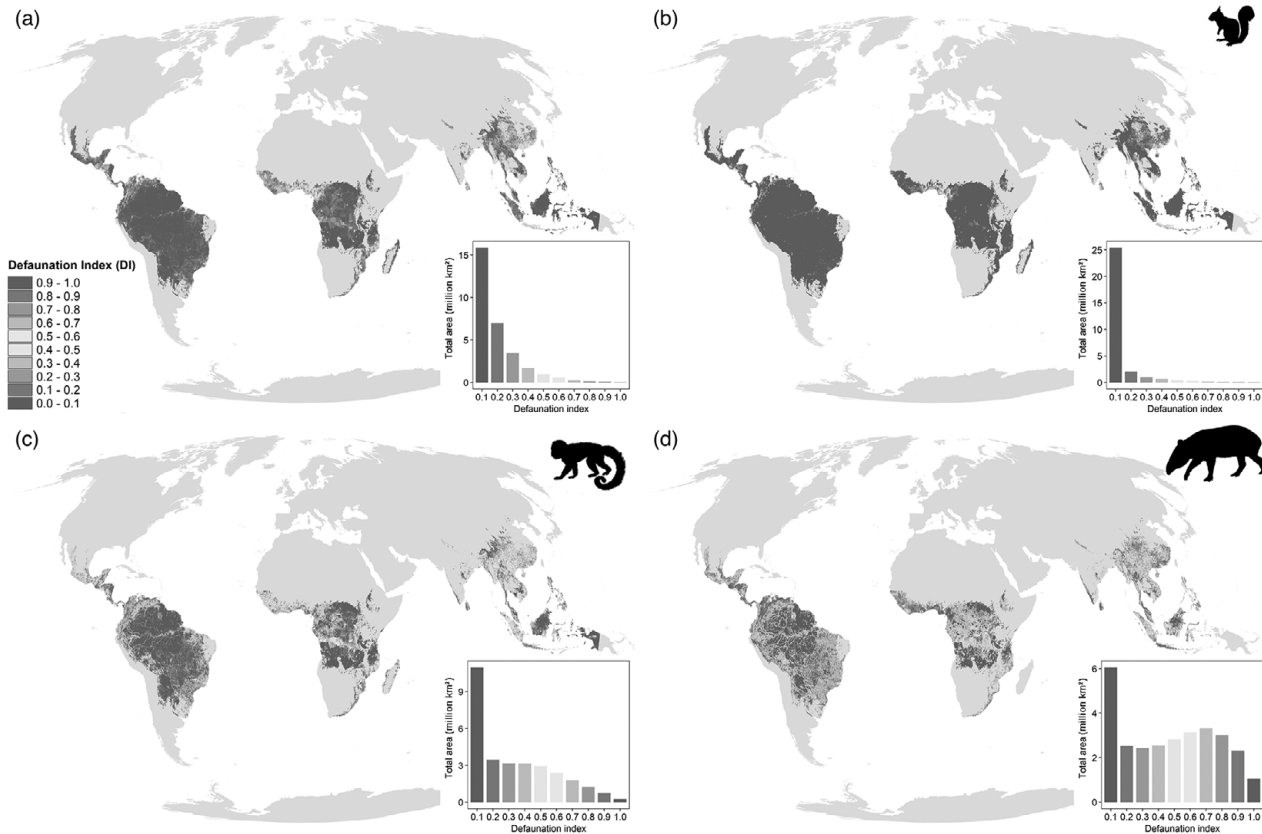 (a)
Defaunation Index (DI)
0.9 - 1.0
0.8 - 0.9
0.7 - 0.8
0.6 - 0.7
0.5 - 0.6
0.4 - 0.5
0.3 - 0.4
0.2 - 0.3
0.1 - 0.2
0.0 - 0.1
Total area (million km²)
15
10
5
0
0.1 0.2 0.3 0.4 0.5 0.6 0.7 0.8 0.9 1.0
Defaunation index
(b)
Total area (million km²)
25
20
15
10
5
0
0.1 0.2 0.3 0.4 0.5 0.6 0.7 0.8 0.9 1.0
Defaunation index
(c)
Total area (million km²)
9
6
3
0
0.1 0.2 0.3 0.4 0.5 0.6 0.7 0.8 0.9 1.0
Defaunation index
(d)
Total area (million km²)
6
4
2
0
0.1 0.2 0.3 0.4 0.5 0.6 0.7 0.8 0.9 1.0
Defaunation index